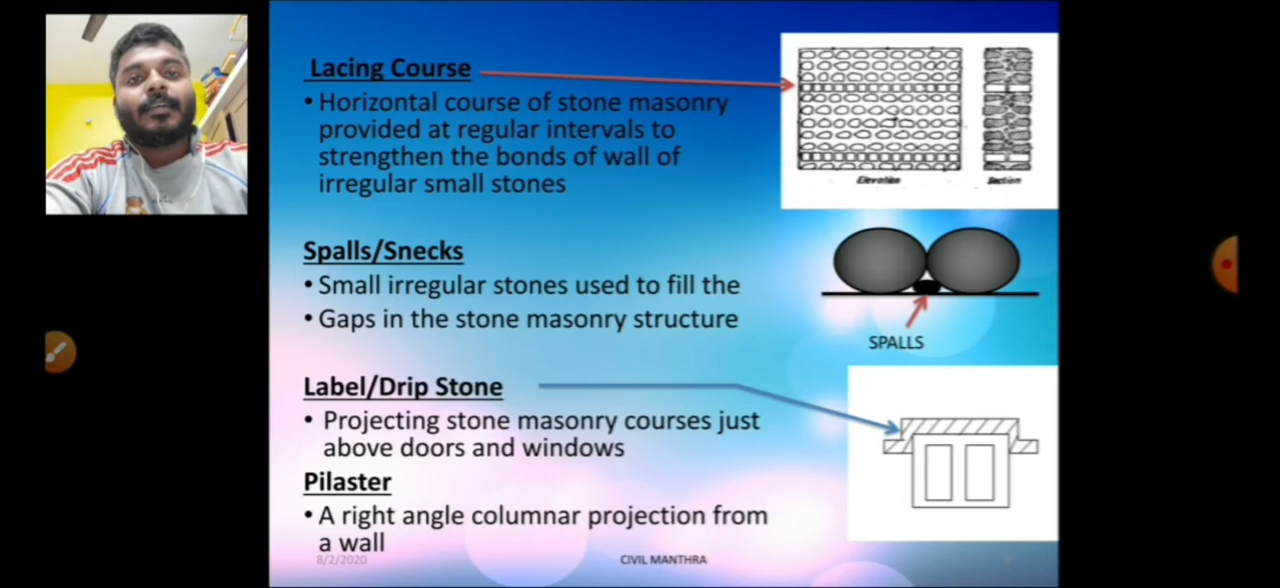 Lacing Course
• Horizontal course of stone masonry
provided at regular intervals to
strengthen the bonds of wall of
irregular small stones
Elevation
Section
Spalls/Snecks
• Small irregular stones used to fill the
• Gaps in the stone masonry structure
SPALLS
Label/Drip Stone
• Projecting stone masonry courses just
above doors and windows
Pilaster
• A right angle columnar projection from
a wall
8/2/2020
CIVIL MANTHRA